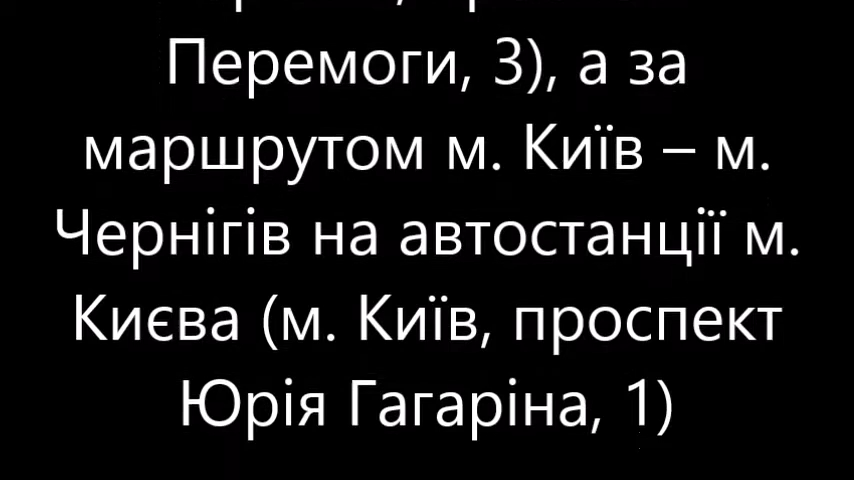 Перемоги, 3), а за
маршрутом м. Київ – м.
Чернігів на автостанції м.
Києва (м. Київ, проспект
Юрія Гагаріна, 1)